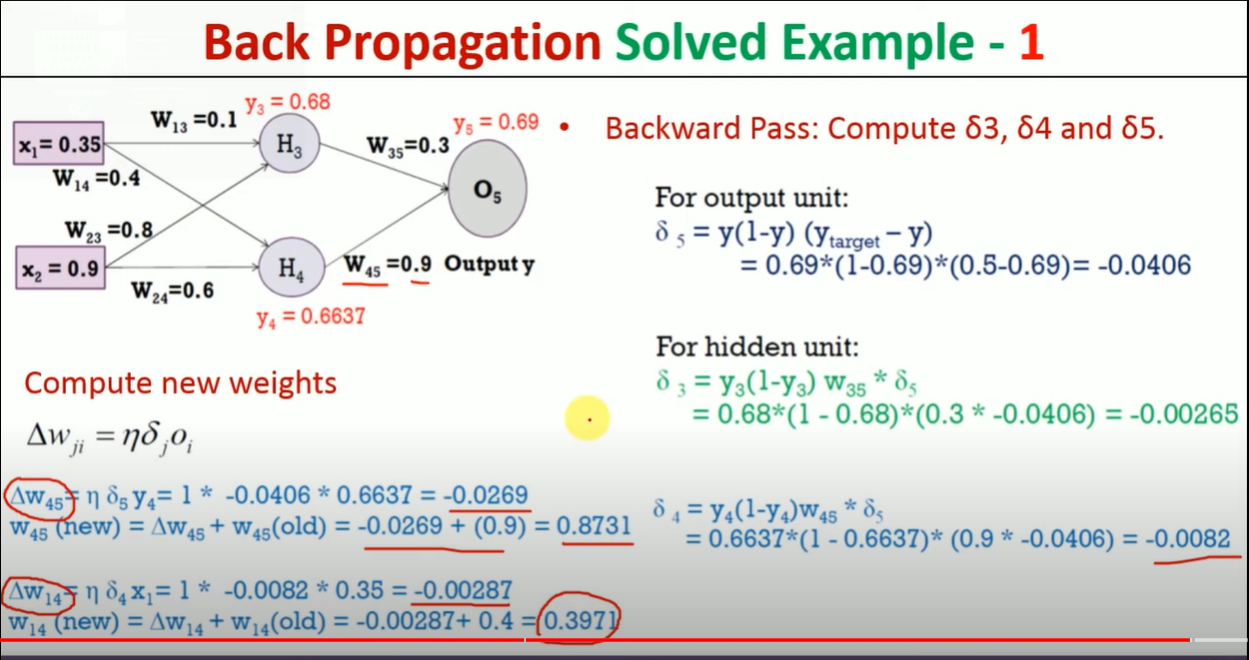 Back Propagation Solved Example - 1
W₁₃ =0.1
y₃ = 0.68
x₁= 0.35
H₃
W₃₅=0.3
y₅ = 0.69
W₁₄ =0.4
O₅
W₂₃ =0.8
x₂ = 0.9
H₄
W₄₅ =0.9 Output y
W₂₄=0.6
y₄ = 0.6637
Compute new weights
Δwⱼᵢ = ηδⱼoᵢ
Δw₄₅= η δ₅ y₄= 1 * -0.0406 * 0.6637 = -0.0269
w₄₅ (new) = Δw₄₅ + w₄₅(old) = -0.0269 + (0.9) = 0.8731
Δw₁₄= η δ₄ x₁= 1 * -0.0082 * 0.35 = -0.00287
w₁₄ (new) = Δw₁₄ + w₁₄(old) = -0.00287+ 0.4 = 0.3971
• Backward Pass: Compute δ3, δ4 and δ5.
For output unit:
δ ₅ = y(1-y) (y_target – y)
= 0.69*(1-0.69)*(0.5-0.69)= -0.0406
For hidden unit:
δ ₃ = y₃(1-y₃) w₃₅ * δ₅
= 0.68*(1 - 0.68)*(0.3 * -0.0406) = -0.00265
δ ₄ = y₄(1-y₄)w₄₅ * δ₅
= 0.6637*(1 - 0.6637)* (0.9 * -0.0406) = -0.0082